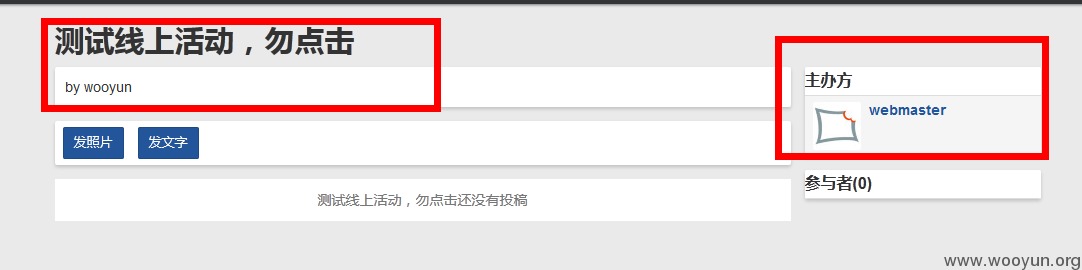 测试线上活动，勿点击
by wooyun
发照片 发文字
测试线上活动，勿点击还没有投稿
主办方
webmaster
参与者(0)
www.wooyun.org